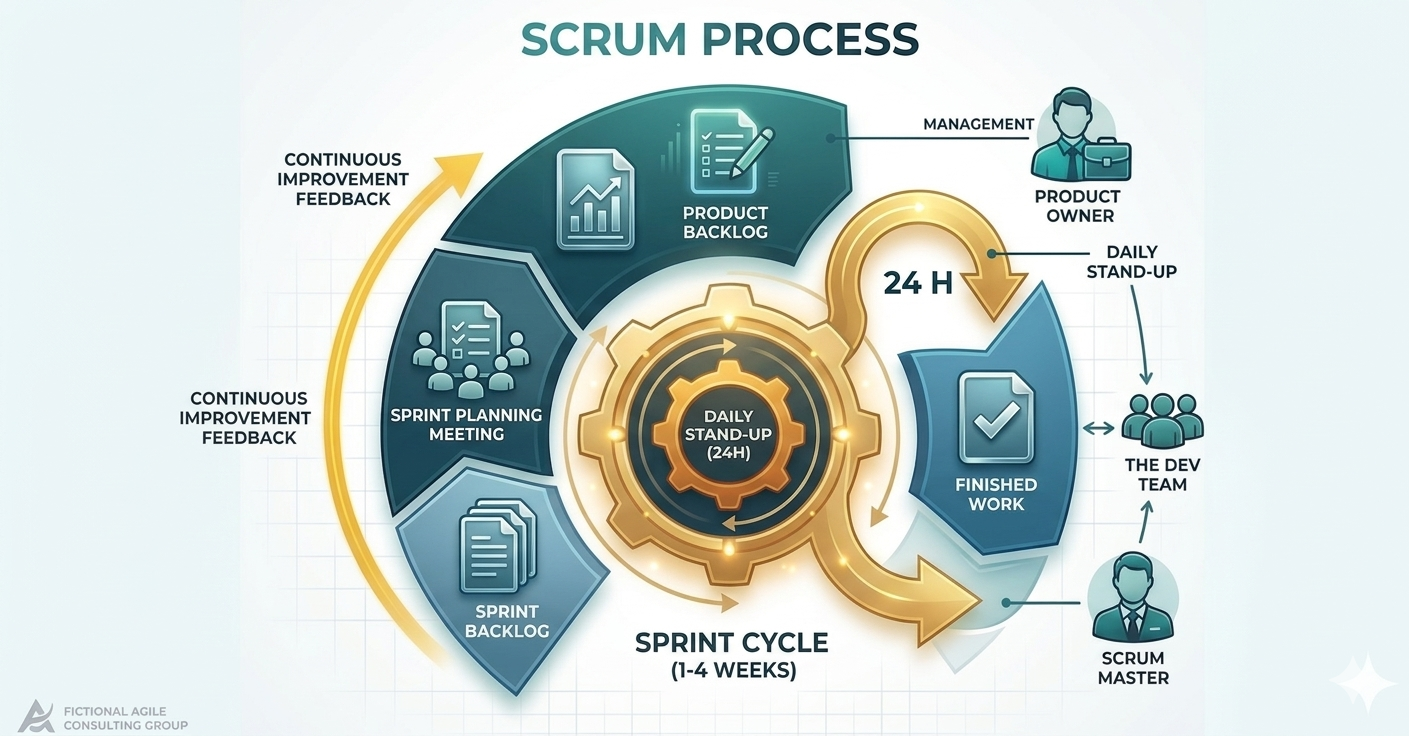 SCRUM PROCESS
CONTINUOUS
IMPROVEMENT
FEEDBACK
PRODUCT
BACKLOG
MANAGEMENT
PRODUCT
OWNER
DAILY
STAND-UP
24 H
CONTINUOUS
IMPROVEMENT
FEEDBACK
SPRINT PLANNING
MEETING
DAILY
STAND-UP
(24H)
FINISHED
WORK
THE DEV
TEAM
SPRINT
BACKLOG
SPRINT CYCLE
(1-4 WEEKS)
SCRUM
MASTER
FICTIONAL AGILE
CONSULTING GROUP